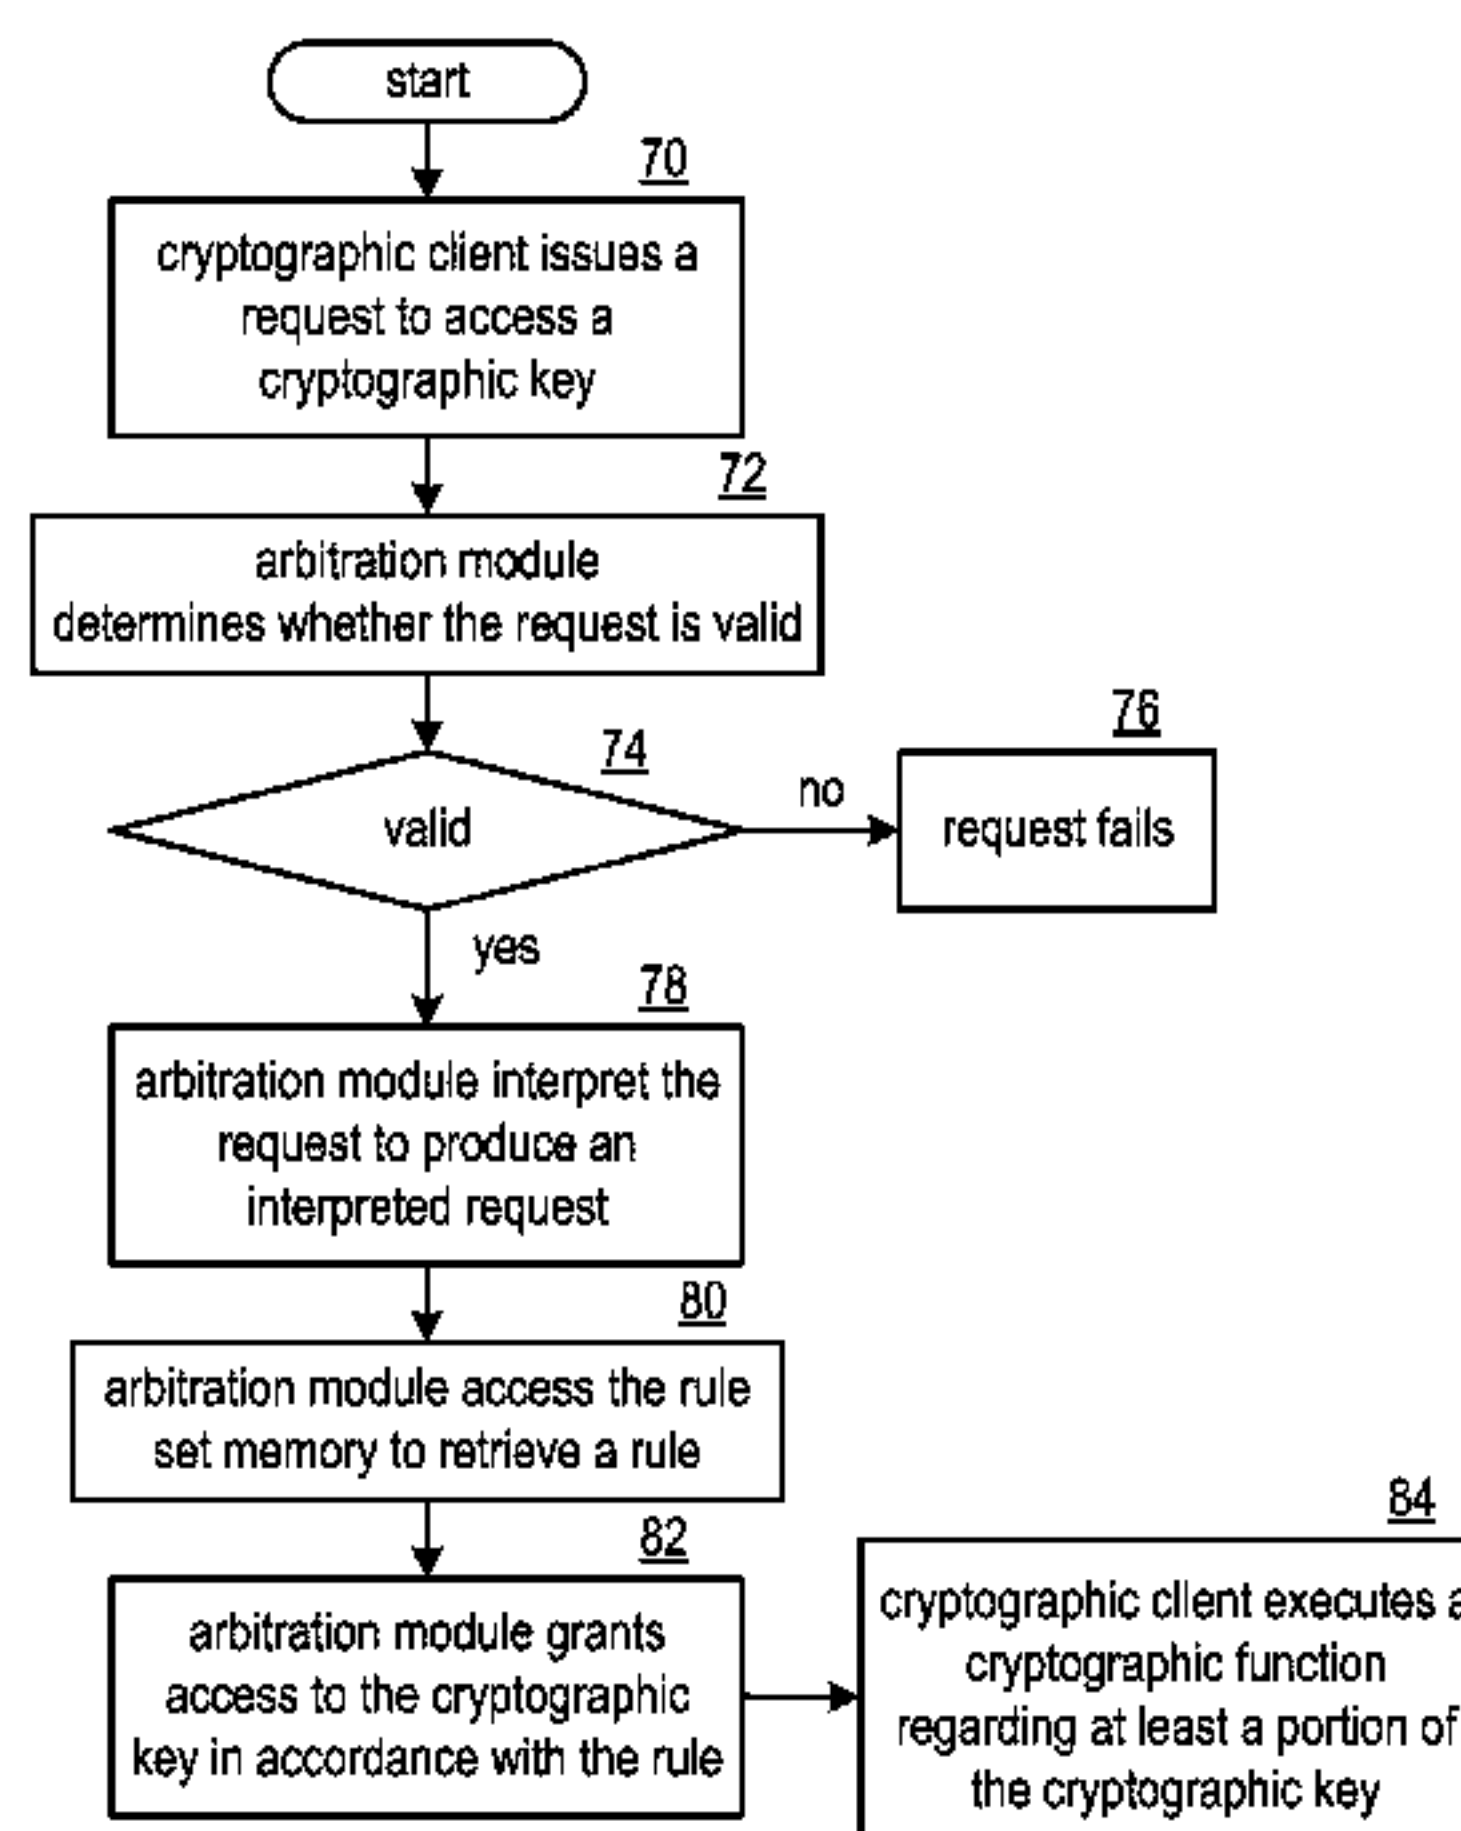 start
70
cryptographic client issues a
request to access a
cryptographic key
72
arbitration module
determines whether the request is valid
74
valid
no
76
request fails
yes
78
arbitration module interpret the
request to produce an
interpreted request
80
arbitration module access the rule
set memory to retrieve a rule
82
arbitration module grants
access to the cryptographic
key in accordance with the rule
84
cryptographic client executes a
cryptographic function
regarding at least a portion of
the cryptographic key